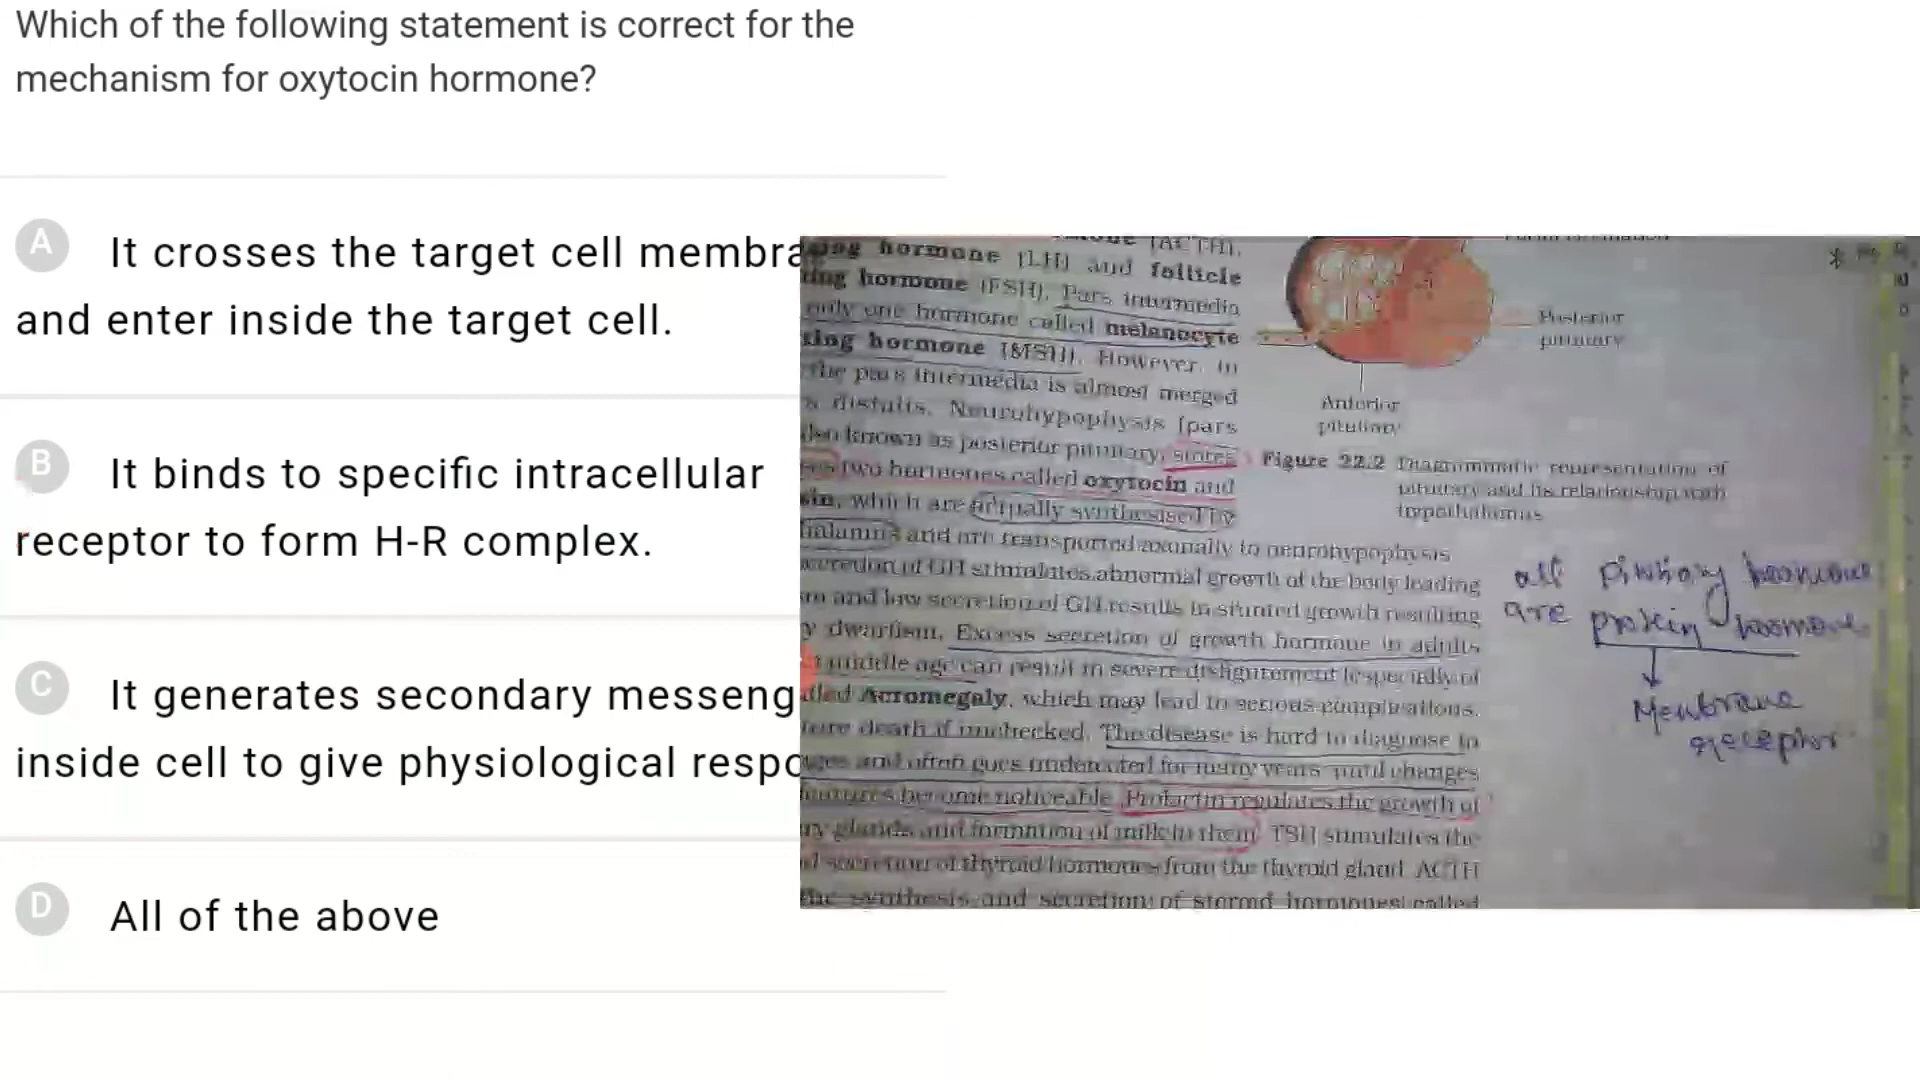 Which of the following statement is correct for the
mechanism for oxytocin hormone?
A It crosses the target cell membra
and enter inside the target cell.
B It binds to specific intracellular
receptor to form H-R complex.
C It generates secondary messeng
inside cell to give physiological respo
D All of the above
(ACTH),
hormone (LH) and follicle
hormone (FSH). Pars intermedia
only one hormone called melanocyte
hormone (MSH). However, in
the pars intermedia is almost merged
distalis. Neurohypophysis (pars
also known as posterior pituitary, stores
two hormones called oxytocin and
which are actually synthesised by
and are transported axonally to neurohypophysis.
of GH stimulates abnormal growth of the body leading
and low secretion of GH results in stunted growth resulting
dwarfism. Excess secretion of growth hormone in adults
middle age can result in severe disfigurement (specially of
Acromegaly, which may lead to serious complications,
death if unchecked. The disease is hard to diagnose in
and often goes undetected for many years, until changes
features become noticeable. Prolactin regulates the growth of
glands and formation of milk in them. TSH stimulates the
secretion of thyroid hormones from the thyroid gland. ACTH
the synthesis and secretion of steroid hormones called
Posterior
pituitary
Anterior
pituitary
Figure 22.2 Diagrammatic representation of
pituitary and its relationship with
hypothalamus
all pituitary hormone
are protein hormone
Membrane
receptor